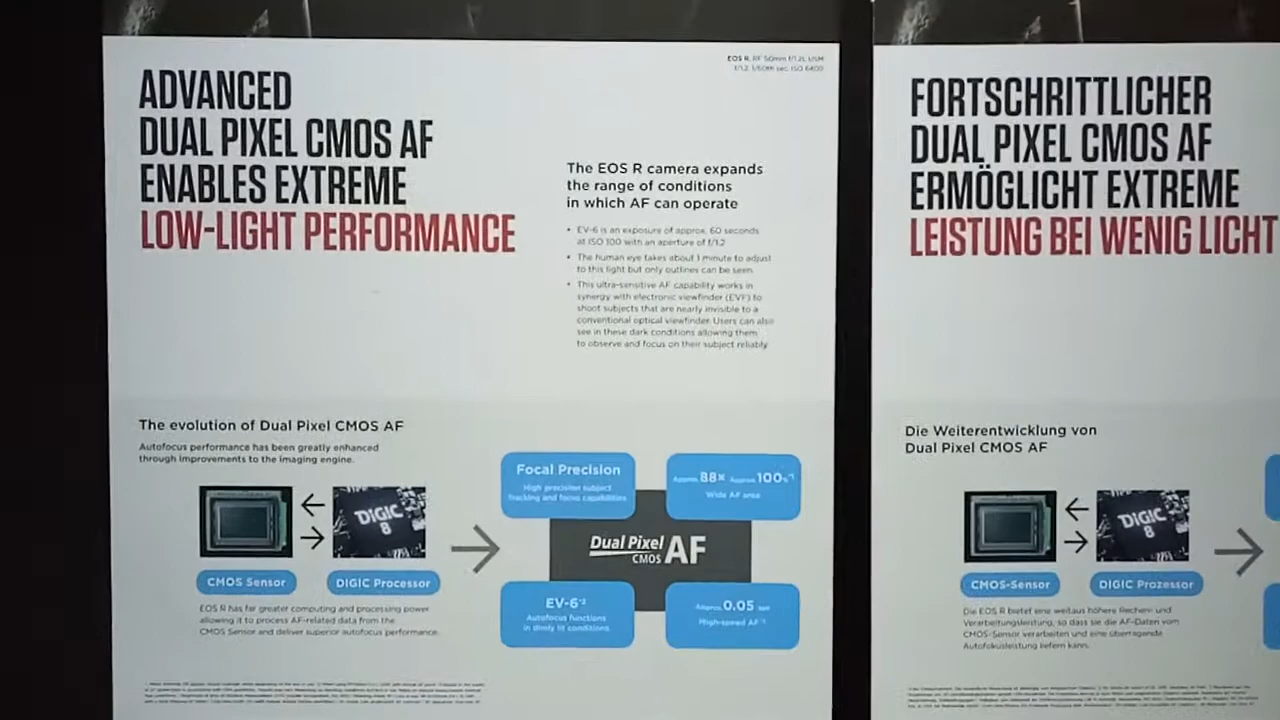 EOS R, RF 50mm f/1.2L USM
f/1.2, 1/60th sec, ISO 6400
ADVANCED
DUAL PIXEL CMOS AF
ENABLES EXTREME
LOW-LIGHT PERFORMANCE
The EOS R camera expands
the range of conditions
in which AF can operate
• EV-6 is an exposure of approx. 60 seconds
at ISO 100 with an aperture of f/1.2
• The human eye takes about 1 minute to adjust
to this light but only outlines can be seen
• This ultra-sensitive AF capability works in
synergy with electronic viewfinder (EVF) to
shoot subjects that are nearly invisible to a
conventional optical viewfinder. Users can also
see in these dark conditions allowing them
to observe and focus on their subject reliably
The evolution of Dual Pixel CMOS AF
Autofocus performance has been greatly enhanced
through improvements to the imaging engine.
DIGIC
8
CMOS Sensor
DIGIC Processor
EOS R has far greater computing and processing power
allowing it to process AF-related data from the
CMOS Sensor and deliver superior autofocus performance.
Focal Precision
High precision subject
tracking and focus capabilities
Approx. 88% Approx. 100%*1
Wide AF area
Dual Pixel
CMOS AF
EV-6*2
Autofocus functions
in dimly lit conditions
Approx. 0.05 sec
High-speed AF*3
FORTSCHRITTLICHER
DUAL PIXEL CMOS AF
ERMÖGLICHT EXTREME
LEISTUNG BEI WENIG LICHT
Die Weiterentwicklung von
Dual Pixel CMOS AF
DIGIC
8
CMOS-Sensor
DIGIC Prozessor
Die EOS R bietet eine weitaus höhere Rechen- und
Verarbeitungsleistung, so dass sie die AF-Daten vom
CMOS-Sensor verarbeiten und eine überragende
Autofokusleistung liefern kann.